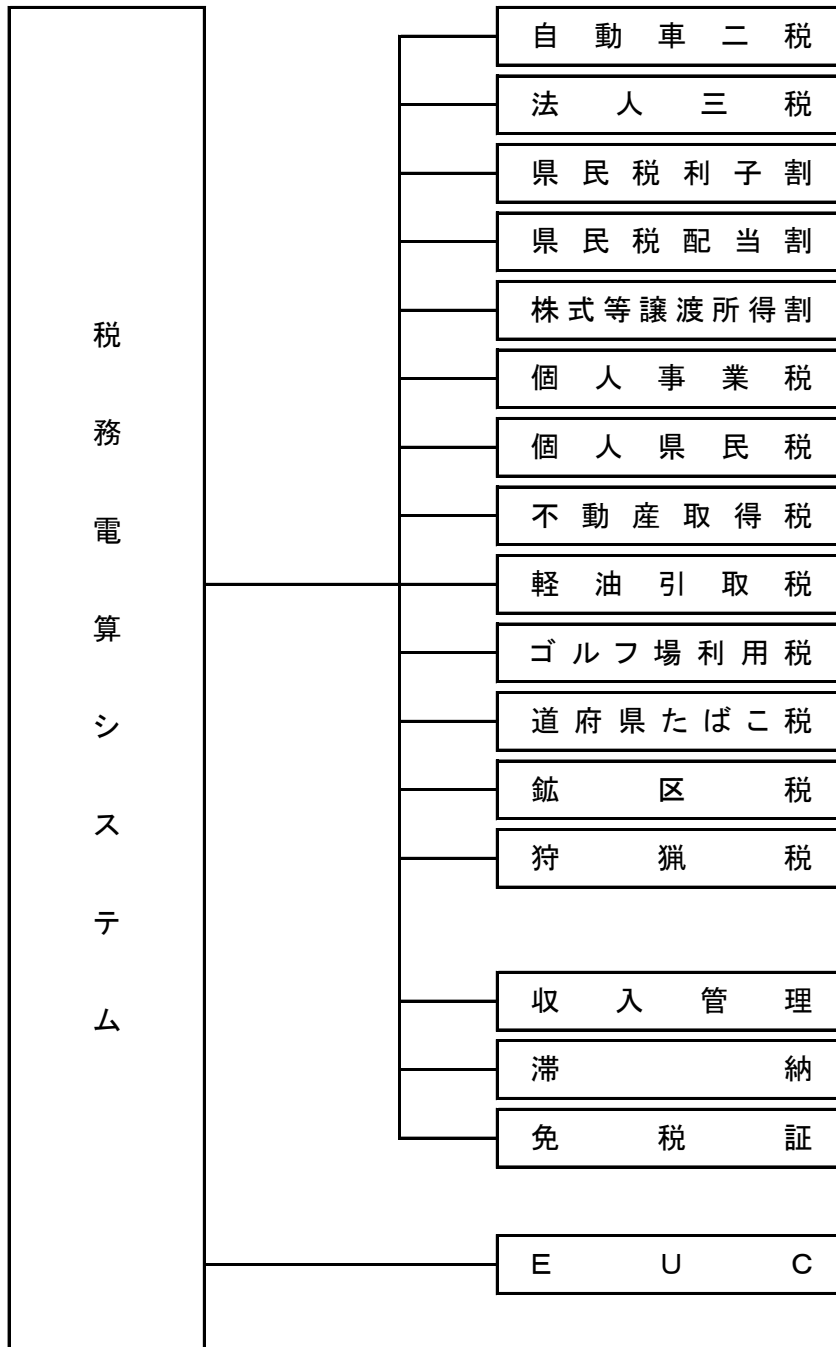 税務電算システム
自動車二税
法人三税
県民税利子割
県民税配当割
株式等譲渡所得割
個人事業税
個人県民税
不動産取得税
軽油引取税
ゴルフ場利用税
道府県たばこ税
鉱区税
狩猟税
収入管理
滞納
免税証
ＥＵＣ